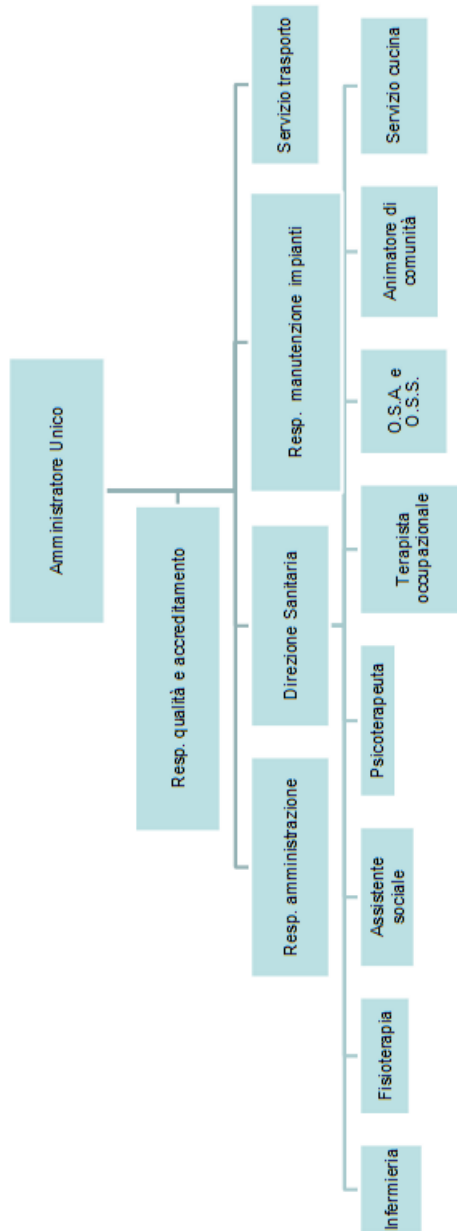 Amministratore Unico
Resp. qualità e accreditamento
Resp. amministrazione
Direzione Sanitaria
Resp. manutenzione impianti
Servizio trasporto
Infermieria
Fisioterapia
Assistente
sociale
Psicoterapeuta
Terapista
occupazionale
O.S.A. e
O.S.S.
Animatore di
comunità
Servizio cucina